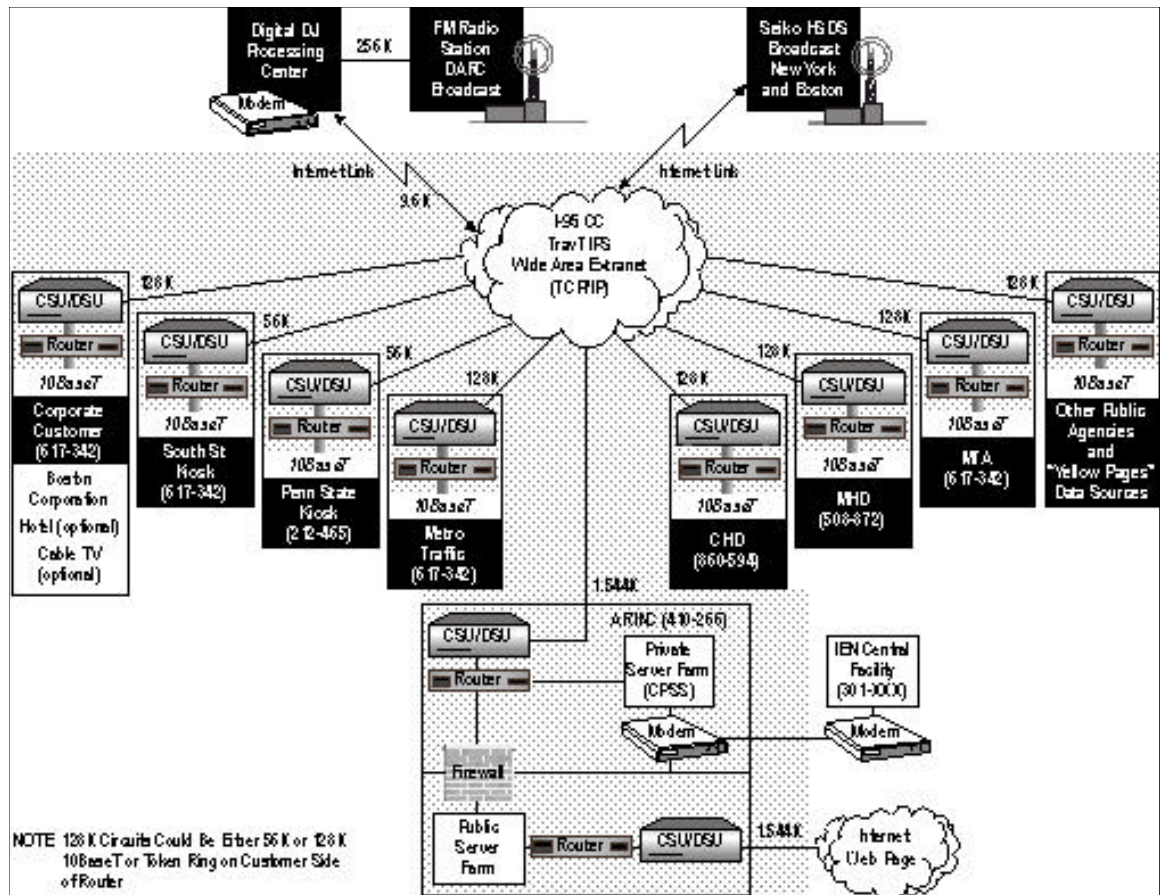 Digital DJ
Processing
Center
Modem
256 K
FM Radio
Station
DARC
Broadcast
Seiko HSDS
Broadcast
New York
and Boston
Internet Link
9.6 K
Internet Link
I-95 CC
TravTIPS
Wide Area Extranet
(TCP/IP)
128 K
CSU/DSU
Router
10BaseT
Corporate
Customer
(617-342)
Boston
Corporation
Hotel (optional)
Cable TV
(optional)
56 K
CSU/DSU
Router
10BaseT
South St
Kiosk
(617-342)
56 K
CSU/DSU
Router
10BaseT
Penn State
Kiosk
(212-465)
128 K
CSU/DSU
Router
10BaseT
Metro
Traffic
(617-342)
128 K
CSU/DSU
Router
10BaseT
CHD
(860-594)
128 K
CSU/DSU
Router
10BaseT
MHD
(508-872)
128 K
CSU/DSU
Router
10BaseT
MTA
(617-342)
128 K
CSU/DSU
Router
10BaseT
Other Public
Agencies
and
"Yellow Pages"
Data Sources
1.544K
ARINC (410-266)
CSU/DSU
Router
Private
Server Farm
(CPSS)
Modem
IEN Central
Facility
(301-XXX)
Modem
Firewall
Public
Server
Farm
Router
CSU/DSU
1.544K
Internet
Web Page
NOTE 128 K Circuits Could Be Either 56 K or 128 K
10BaseT or Token Ring on Customer Side
of Router